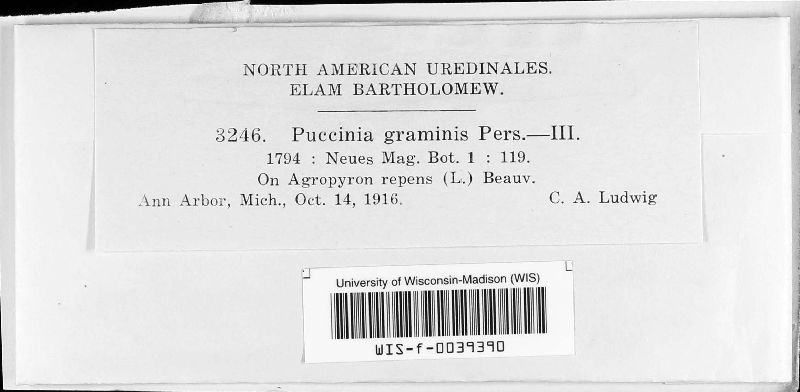 NORTH AMERICAN UREDINALES.
ELAM BARTHOLOMEW.
3246. Puccinia graminis Pers.—III.
1794 : Neues Mag. Bot. 1 : 119.
On Agropyron repens (L.) Beauv.
Ann Arbor, Mich., Oct. 14, 1916. C. A. Ludwig
University of Wisconsin-Madison (WIS)
WIS-f-0039390